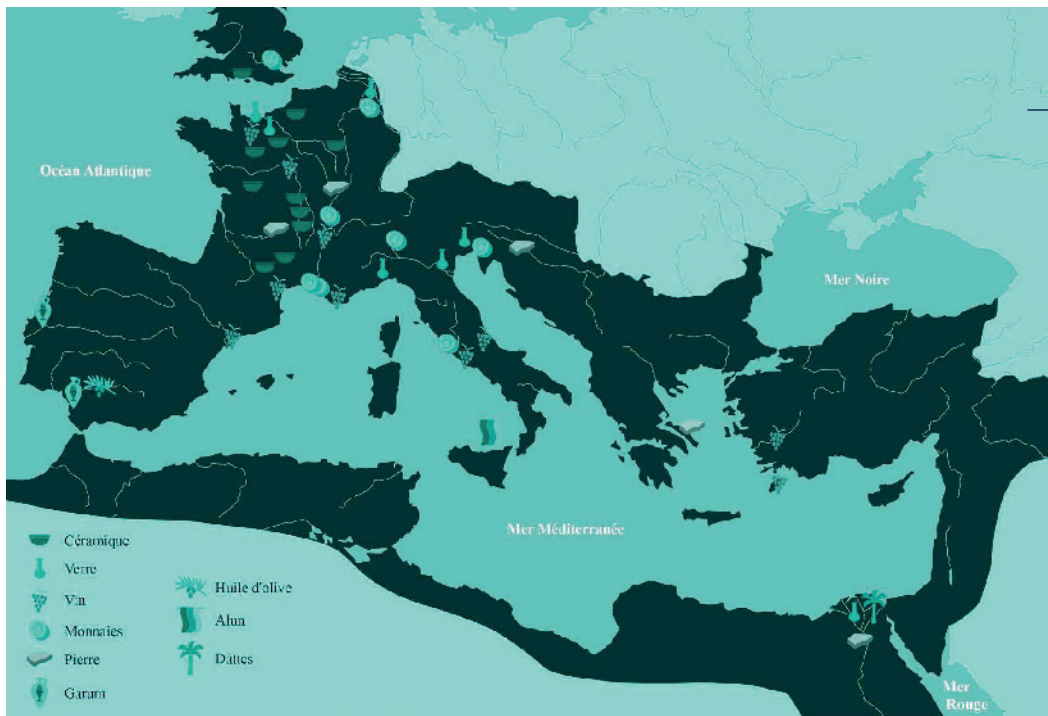 Océan Atlantique
Mer Noire
Mer Méditerranée
Céramique
Verre
Vin
Monnaies
Pierre
Garum
Huile d'olive
Alun
Dattes
Mer
Rouge